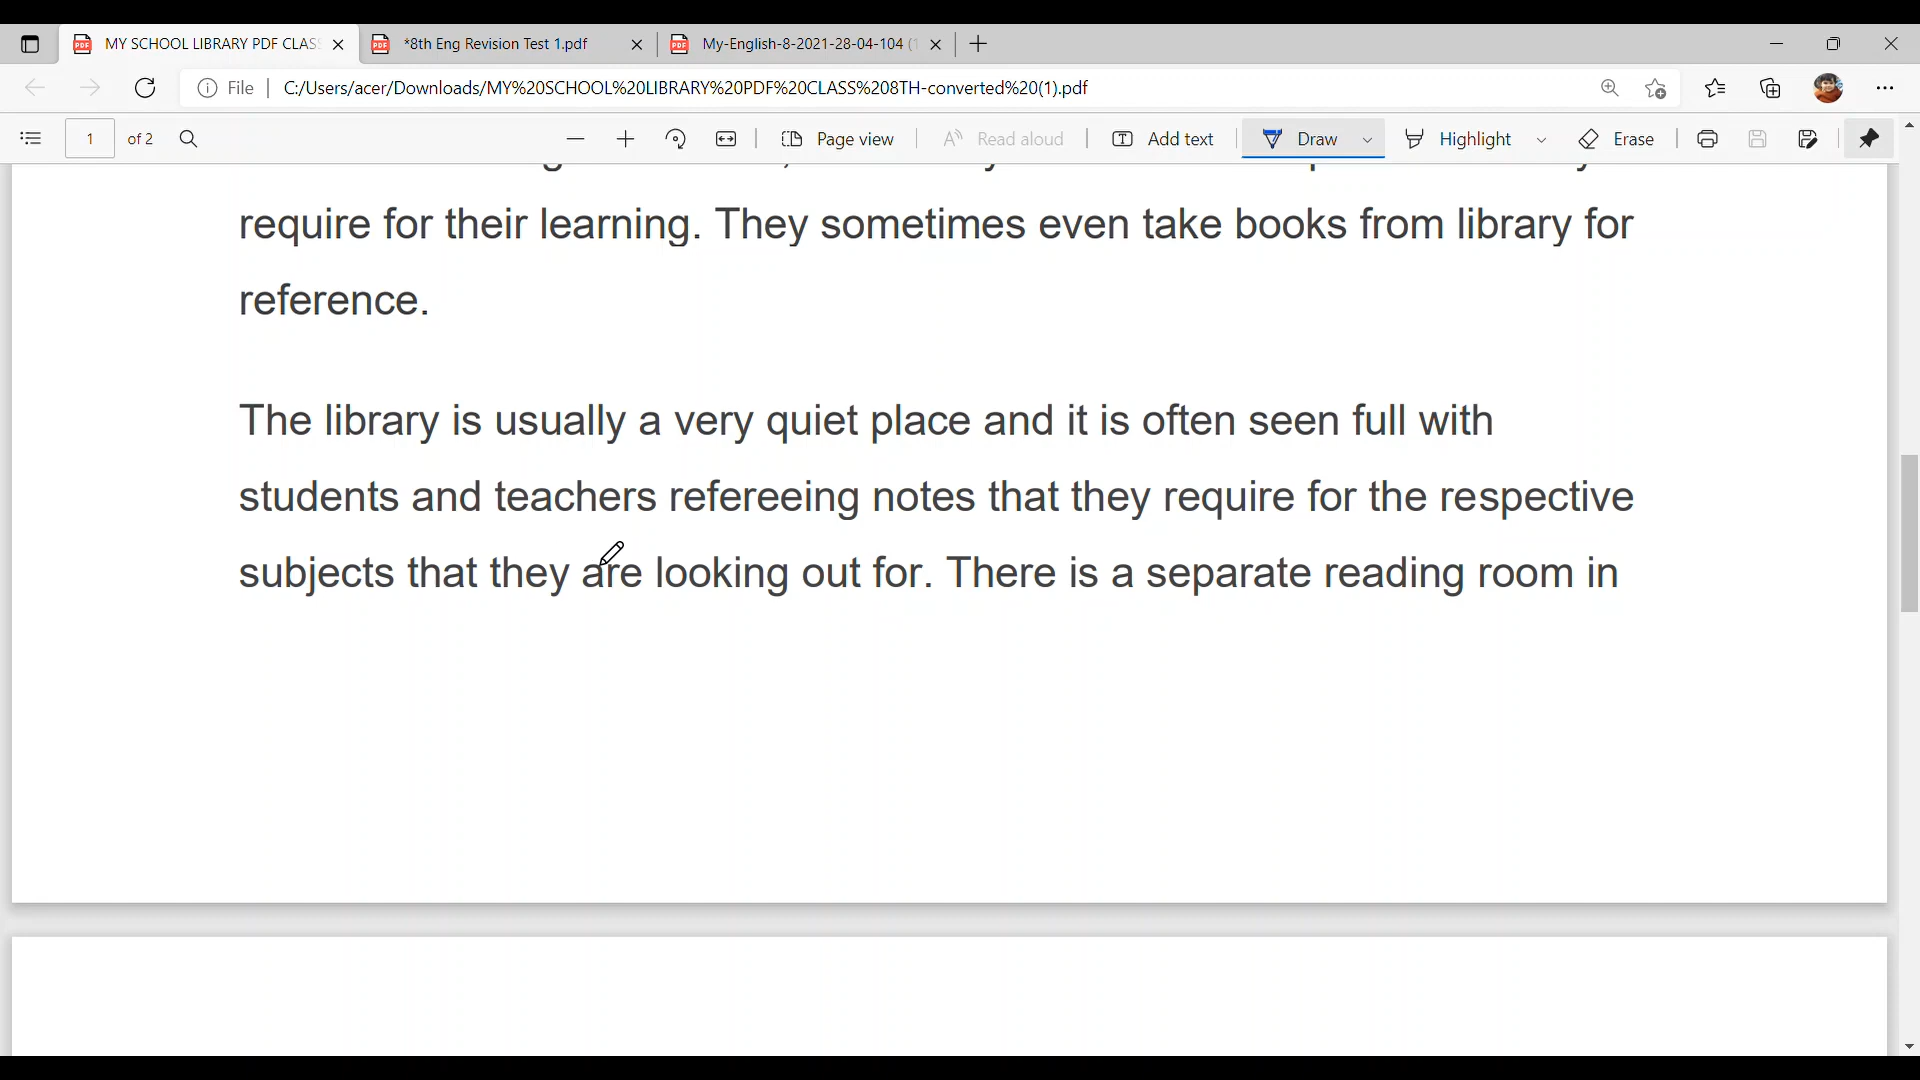 MY SCHOOL LIBRARY PDF CLAS
*8th Eng Revision Test 1.pdf
My-English-8-2021-28-04-104 (
File
C:/Users/acer/Downloads/MY%20SCHOOL%20LIBRARY%20PDF%20CLASS%208TH-converted%20(1).pdf
1 of 2
Page view
Read aloud
Add text
Draw
Highlight
Erase
require for their learning. They sometimes even take books from library for
reference.
The library is usually a very quiet place and it is often seen full with
students and teachers refereeing notes that they require for the respective
subjects that they are looking out for. There is a separate reading room in